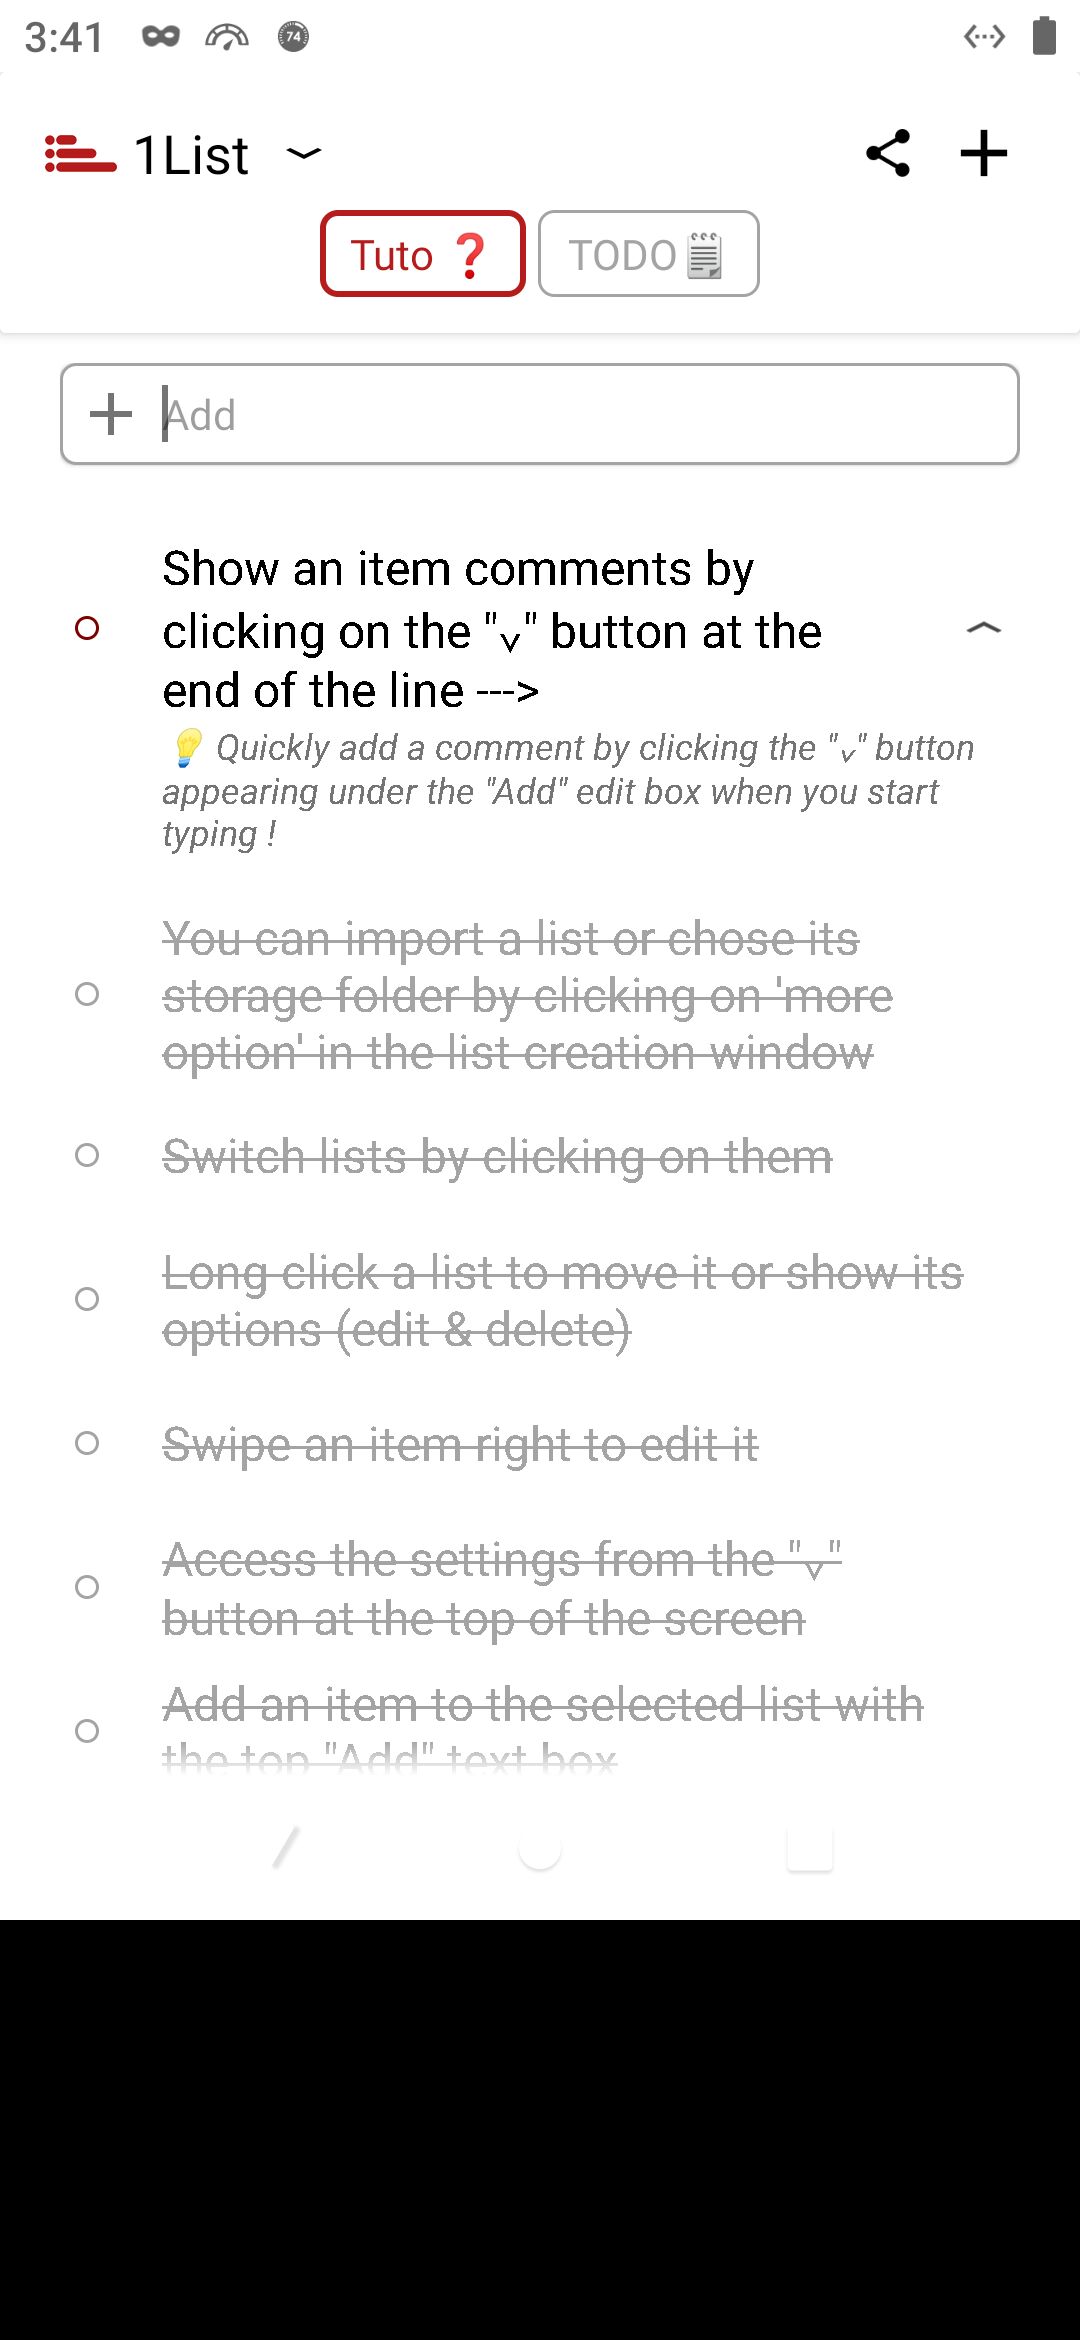 3:41
74
1List
Tuto ❓
TODO
Add
Show an item comments by
clicking on the "v" button at the
end of the line --->
💡 Quickly add a comment by clicking the "v" button
appearing under the "Add" edit box when you start
typing !
You can import a list or chose its
storage folder by clicking on 'more
option' in the list creation window
Switch lists by clicking on them
Long click a list to move it or show its
options (edit & delete)
Swipe an item right to edit it
Access the settings from the "v"
button at the top of the screen
Add an item to the selected list with
the top "Add" text box